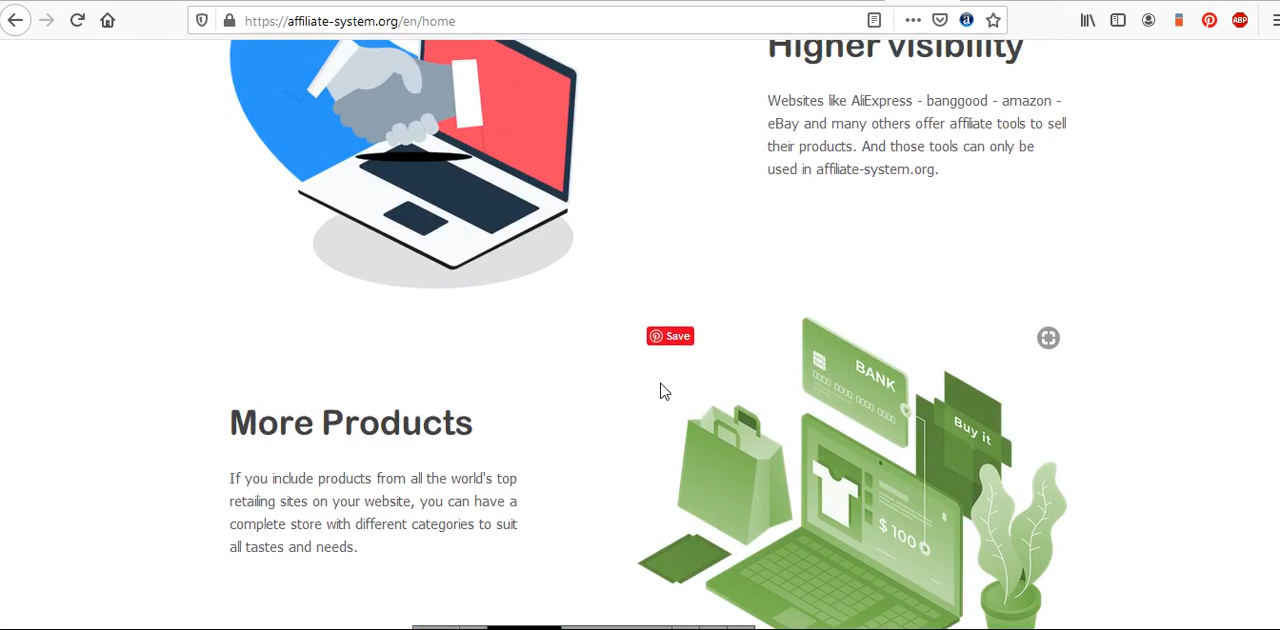 https://affiliate-system.org/en/home
ABP
Higher visibility
Websites like AliExpress - banggood - amazon -
eBay and many others offer affiliate tools to sell
their products. And those tools can only be
used in affiliate-system.org.
Save
BANK
Buy it
$ 100
More Products
If you include products from all the world's top
retailing sites on your website, you can have a
complete store with different categories to suit
all tastes and needs.